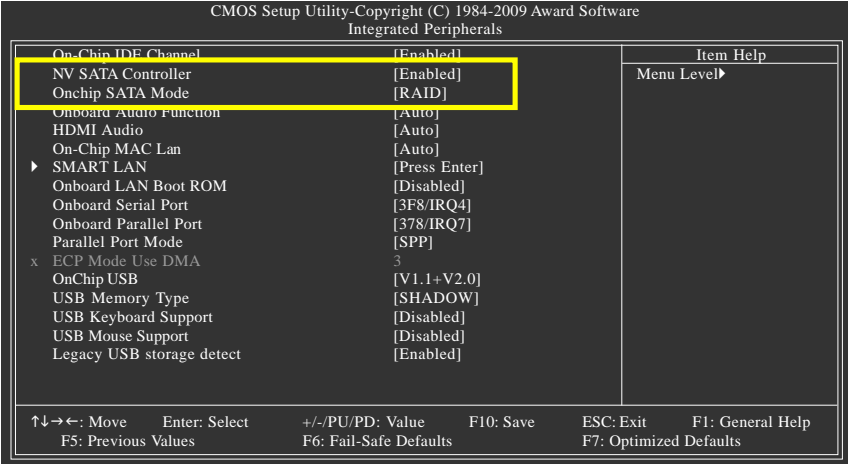 CMOS Setup Utility-Copyright (C) 1984-2009 Award Software
Integrated Peripherals
On-Chip IDE Channel [Enabled] Item Help
NV SATA Controller [Enabled] Menu Level▶
Onchip SATA Mode [RAID]
Onboard Audio Function [Auto]
HDMI Audio [Auto]
On-Chip MAC Lan [Auto]
▶ SMART LAN [Press Enter]
Onboard LAN Boot ROM [Disabled]
Onboard Serial Port [3F8/IRQ4]
Onboard Parallel Port [378/IRQ7]
Parallel Port Mode [SPP]
x ECP Mode Use DMA 3
OnChip USB [V1.1+V2.0]
USB Memory Type [SHADOW]
USB Keyboard Support [Disabled]
USB Mouse Support [Disabled]
Legacy USB storage detect [Enabled]
↑↓→←: Move Enter: Select +/-/PU/PD: Value F10: Save ESC: Exit F1: General Help
F5: Previous Values F6: Fail-Safe Defaults F7: Optimized Defaults